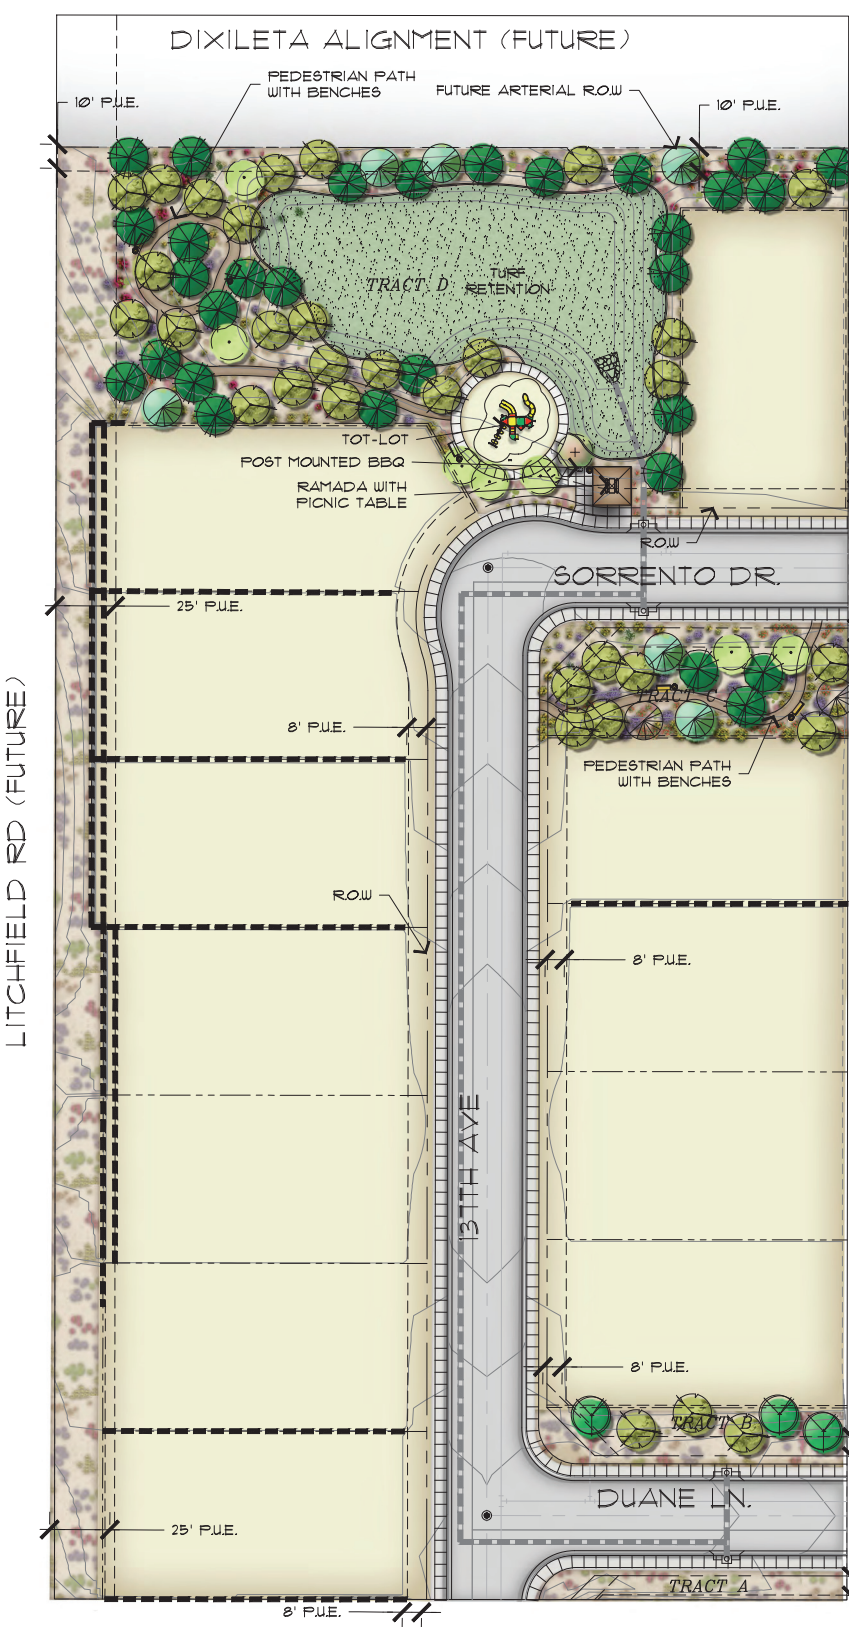 DIXILETA ALIGNMENT (FUTURE)
PEDESTRIAN PATH
WITH BENCHES
FUTURE ARTERIAL R.O.W
10' P.U.E.
10' P.U.E.
TRACT D
TURF
RETENTION
TOT-LOT
POST MOUNTED BBQ
RAMADA WITH
PICNIC TABLE
R.O.W
SORRENTO DR.
25' P.U.E.
TRACT C
8' P.U.E.
PEDESTRIAN PATH
WITH BENCHES
LITCHFIELD RD (FUTURE)
R.O.W
8' P.U.E.
137TH AVE
8' P.U.E.
TRACT B
DUANE LN.
25' P.U.E.
TRACT A
8' P.U.E.